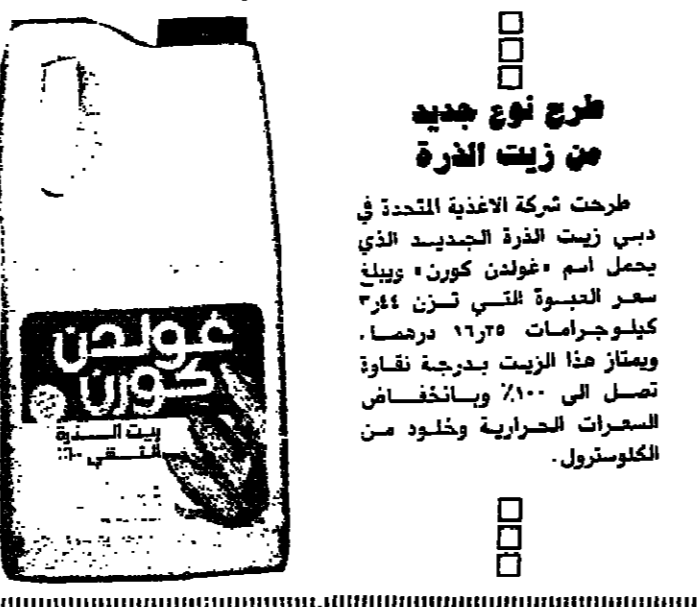 طرح نوع جديد
من زيت الذرة
طرحت شركة الاغذية المتحدة في
دبي زيت الذرة الجديد الذي
يحمل اسم «غولدن كورن» ويبلغ
سعر العبوة التي تزن ٣٫٤٤
كيلوجرامات ١٦٫٢٥ درهما.
ويمتاز هذا الزيت بدرجة نقاوة
تصل الى ١٠٠٪ وبانخفاض
السعرات الحرارية وخلود من
الكلوسترول.
غولدن
كورن
زيت الذرة
النقي